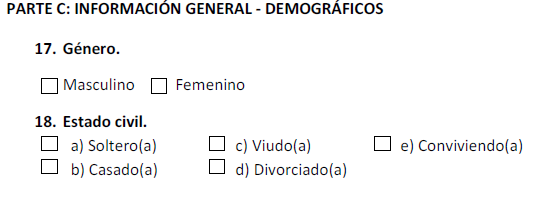 PARTE C: INFORMACIÓN GENERAL - DEMOGRÁFICOS
17. Género.
Masculino Femenino
18. Estado civil.
a) Soltero(a) c) Viudo(a) e) Conviviendo(a)
b) Casado(a) d) Divorciado(a)